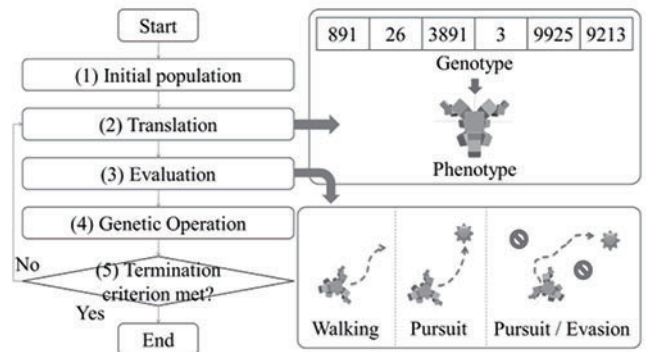 Start
(1) Initial population
(2) Translation
(3) Evaluation
(4) Genetic Operation
(5) Termination
criterion met?
No
Yes
End
891 26 3891 3 9925 9213
Genotype
Phenotype
Walking Pursuit Pursuit / Evasion